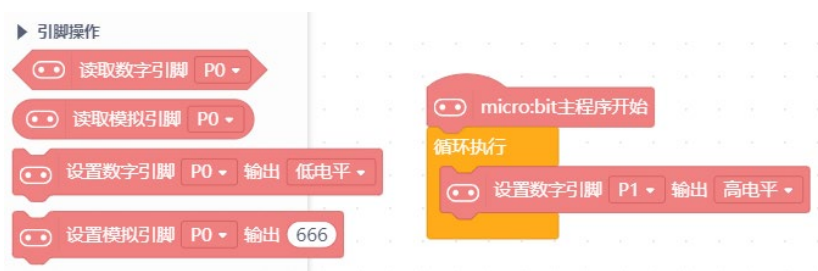 引脚操作
读取数字引脚 P0
读取模拟引脚 P0
设置数字引脚 P0 输出 低电平
设置模拟引脚 P0 输出 666
micro:bit主程序开始
循环执行
设置数字引脚 P1 输出 高电平